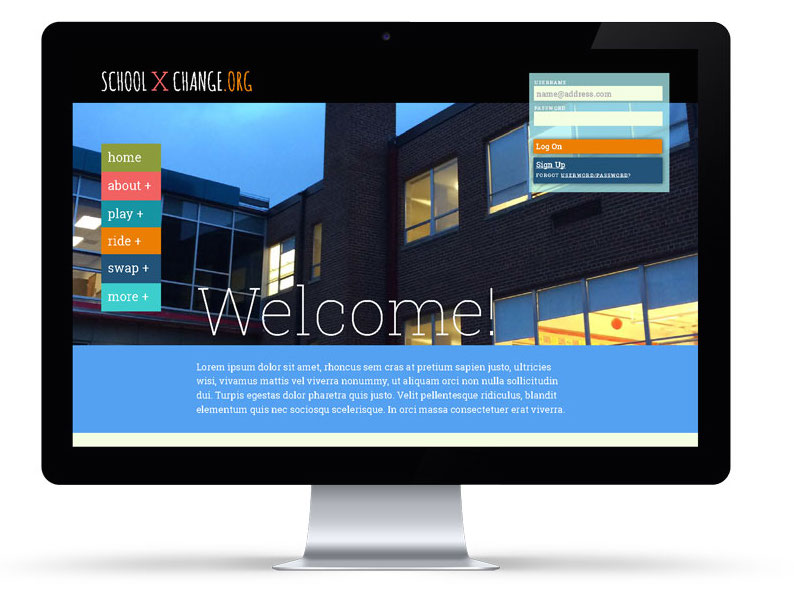 SCHOOL X CHANGE.ORG
USERNAME
name@address.com
PASSWORD
Log On
Sign Up
FORGOT USERWORD/PASSWORD?
home
about +
play +
ride +
swap +
more +
Welcome!
Lorem ipsum dolor sit amet, rhoncus sem cras at pretium sapien justo, ultricies
wisi, vivamus mattis vel viverra nonummy, ut aliquam orci non nulla sollicitudin
dui. Turpis egestas dolor pharetra quis justo. Velit pellentesque ridiculus, blandit
elementum quis nec sociosqu scelerisque. In orci massa consectetuer erat viverra.